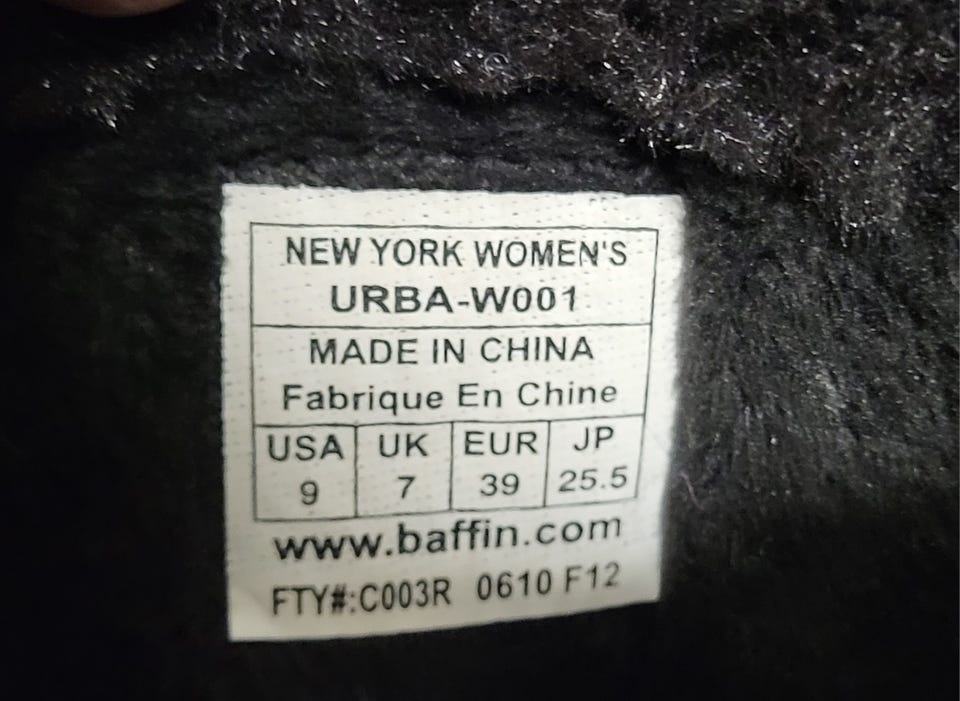 NEW YORK WOMEN'S
URBA-W001
MADE IN CHINA
Fabrique En Chine
USA UK EUR JP
9 7 39 25.5
www.baffin.com
FTY#:C003R 0610 F12